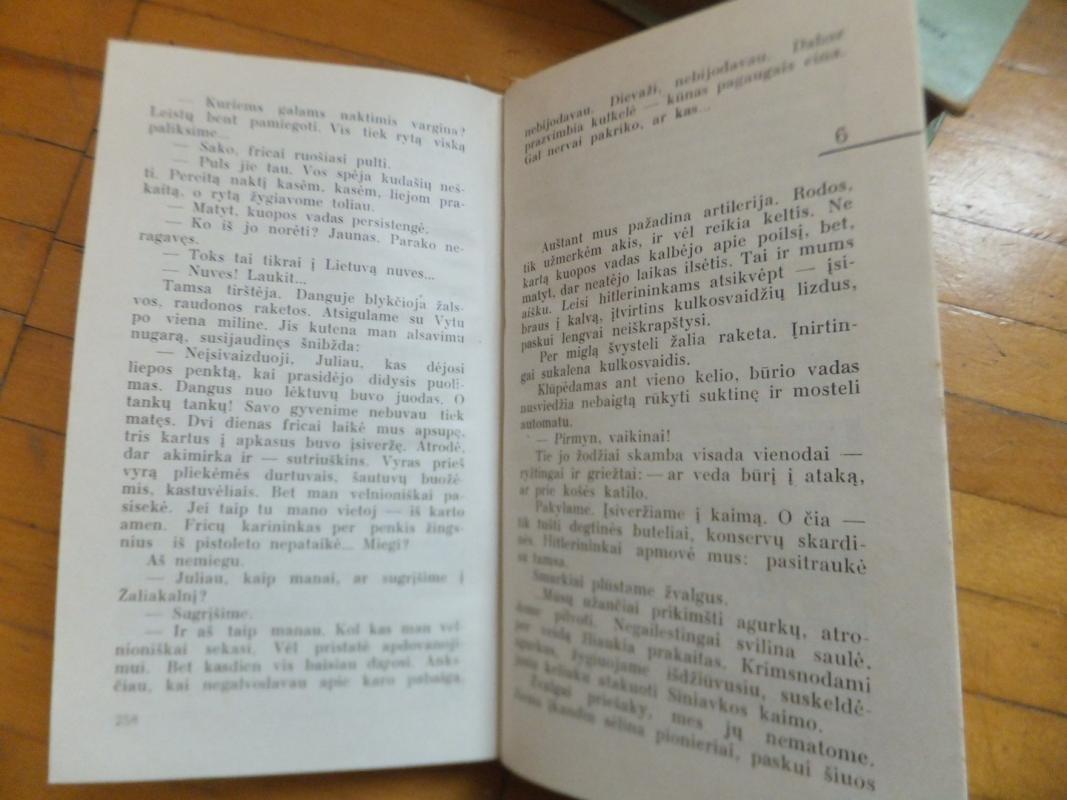 — Kuriems galams naktimis vargina?
Leistų bent pamiegoti. Vis tiek rytą viską
paliksime...
— Sako, fricai ruošiasi pulti.
— Puls jie tau. Vos spėja kudašių neš-
ti. Pereitą naktį kasėm, kasėm, liejom pra-
kaitą, o rytą žygiavome toliau.
— Matyt, kuopos vadas persistengė.
— Ko iš jo norėti? Jaunas. Parako ne-
ragavęs.
— Toks tai tikrai į Lietuvą nuves...
— Nuves! Laukit...
Tamsa tirštėja. Danguje blykčioja žals-
vos, raudonos raketos. Atsigulame su Vytu
po viena miline. Jis kutena man alsavimu
nugarą, susijaudinęs šnibžda:
— Neįsivaizduoji, Juliau, kas dėjosi
liepos penktą, kai prasidėjo didysis puoli-
mas. Dangus nuo lėktuvų buvo juodas. O
tankų tankų! Savo gyvenime nebuvau tiek
matęs. Dvi dienas fricai laikė mus apsupę,
tris kartus į apkasus buvo įsiveržę. Atrodė,
dar akimirka ir — sutriuškins. Vyras prieš
vyrą pliekėmės durtuvais, šautuvų buožė-
mis, kastuvėliais. Bet man velnioniškai pa-
sisekė. Jei taip tu mano vietoj — iš karto
amen. Fricų karininkas per penkis žings-
nius iš pistoleto nepataikė... Miegi?
Aš nemiegu.
— Juliau, kaip manai, ar sugrįšime į
Žaliakalnį?
— Sugrįšime.
— Ir aš taip manau. Kol kas man vel-
nioniškai sekasi. Vėl pristatė apdovanoji-
mui. Bet kasdien vis baisiau darosi. Anks-
čiau, kai negalvodavau apie karo pabaigą,
258
nebijodavau. Dievaži, nebijodavau. Dabar
prazvimbia kulkelė — kūnas pagaugais eina.
Gal nervai pakriko, ar kas...
6
Auštant mus pažadina artilerija. Rodos,
tik užmerkėm akis, ir vėl reikia keltis. Ne
kartą kuopos vadas kalbėjo apie poilsį, bet,
matyt, dar neatėjo laikas ilsėtis. Tai ir mums
aišku. Leisi hitlerininkams atsikvėpt — įsi-
braus į kalvą, įtvirtins kulkosvaidžių lizdus,
paskui lengvai neiškrapštysi.
Per miglą švysteli žalia raketa. Įnirtin-
gai sukalena kulkosvaidis.
Klūpėdamas ant vieno kelio, būrio vadas
nusviedžia nebaigtą rūkyti suktinę ir mosteli
automatu.
— Pirmyn, vaikinai!
Tie jo žodžiai skamba visada vienodai —
ryžtingai ir griežtai: — ar veda būrį į ataką,
ar prie košės katilo.
Pakylame. Įsiveržiame į kaimą. O čia —
tik tušti degtinės buteliai, konservų skardi-
nės. Hitlerininkai apmovė mus: pasitraukė
su tamsa.
Smarkiai plūstame žvalgus.
Mūsų užančiai prikimšti agurkų, atro-
dome pilvoti. Negailestingai svilina saulė,
per veidą žliaukia prakaitas. Krimsnodami
agurkus, žygiuojame išdžiūvusiu, suskeldė-
jusiu keliuku atakuoti Siniavkos kaimo.
Žvalgai priešaky, mes jų nematome.
įkandin sėlina pionieriai, paskui šiuos